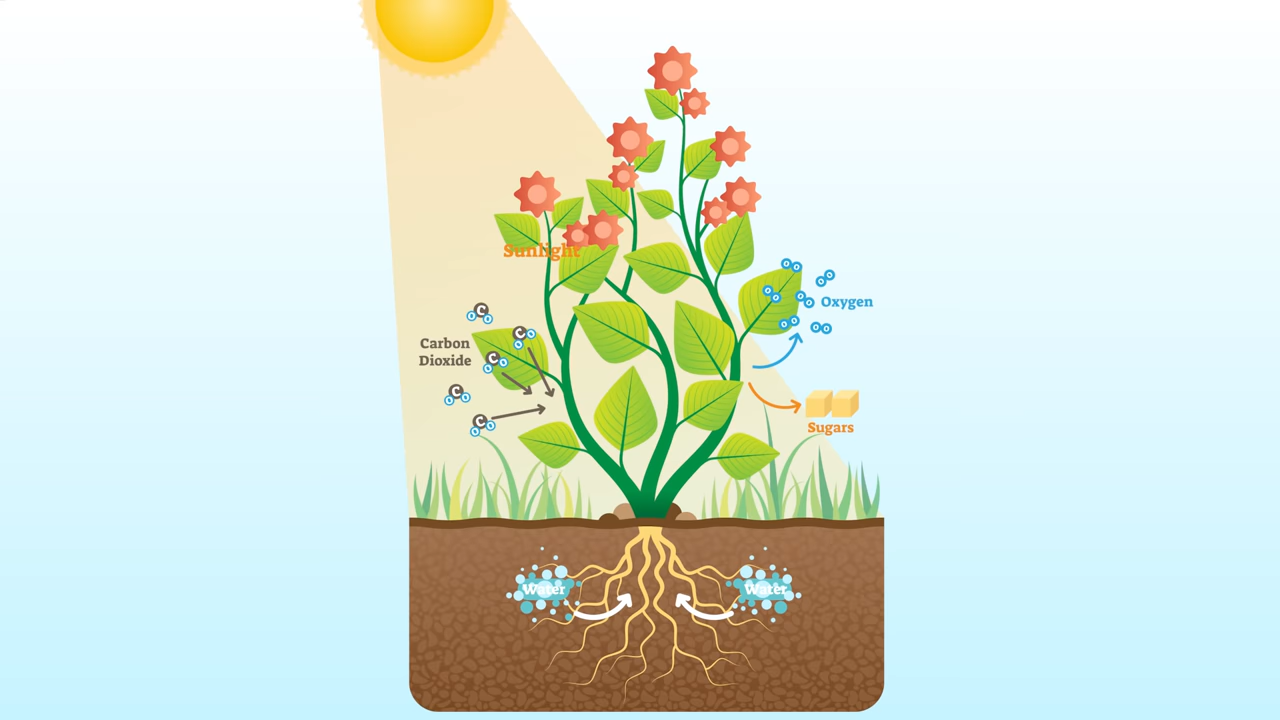 Sunlight
Carbon
Dioxide
Oxygen
Sugars
Water
Water